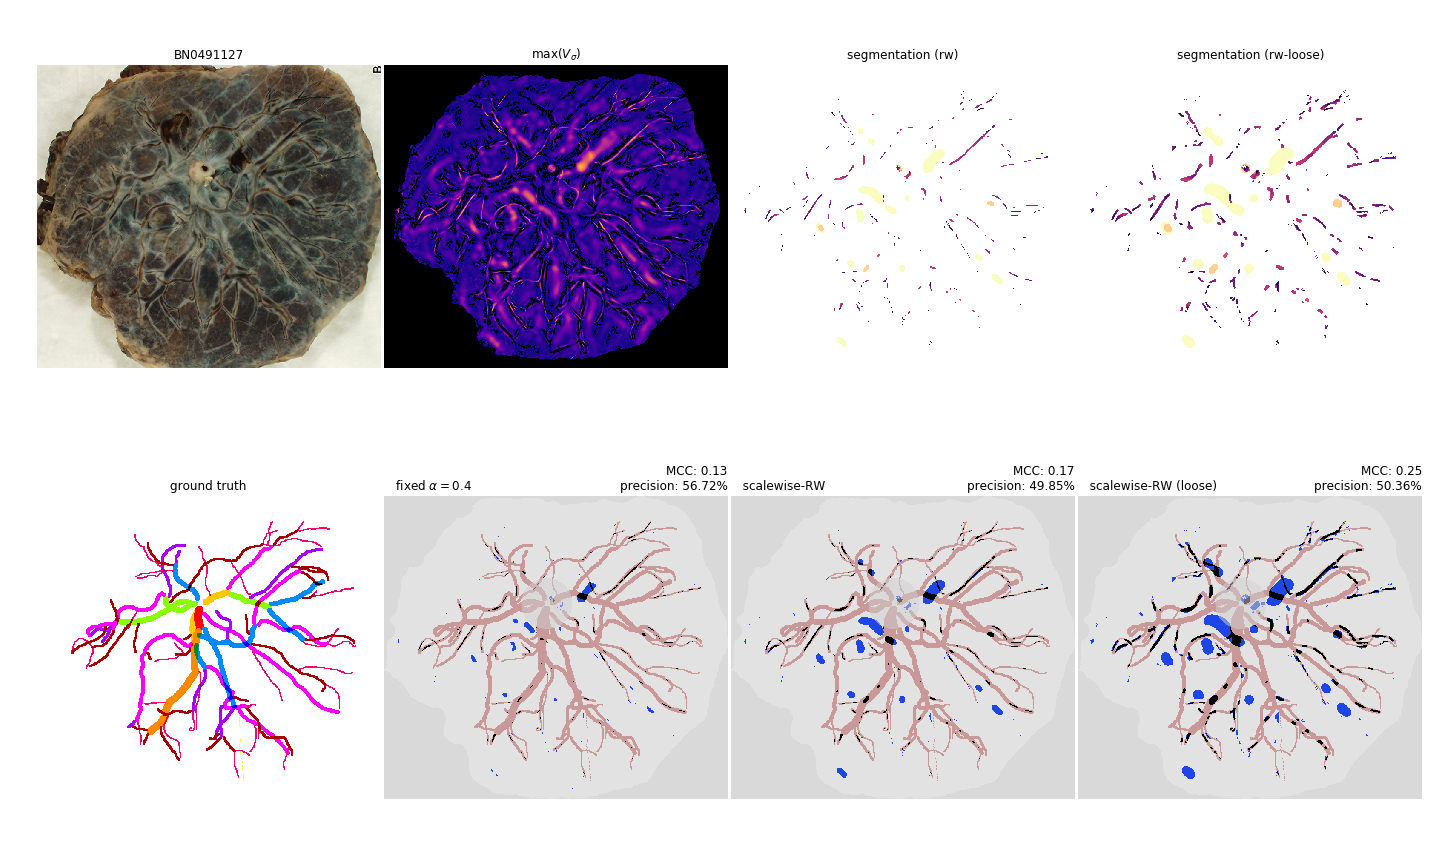 BN0491127
max(V_σ)
segmentation (rw)
segmentation (rw-loose)
B
ground truth
fixed α = 0.4
MCC: 0.13
precision: 56.72%
scalewise-RW
MCC: 0.17
precision: 49.85%
scalewise-RW (loose)
MCC: 0.25
precision: 50.36%